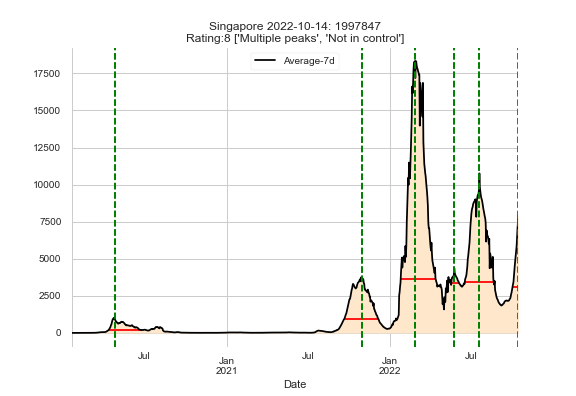 Singapore 2022-10-14: 1997847
Rating:8 ['Multiple peaks', 'Not in control']
Average-7d
17500
15000
12500
10000
7500
5000
2500
0
Jul
Jan
2021
Jul
Jan
2022
Jul
Date